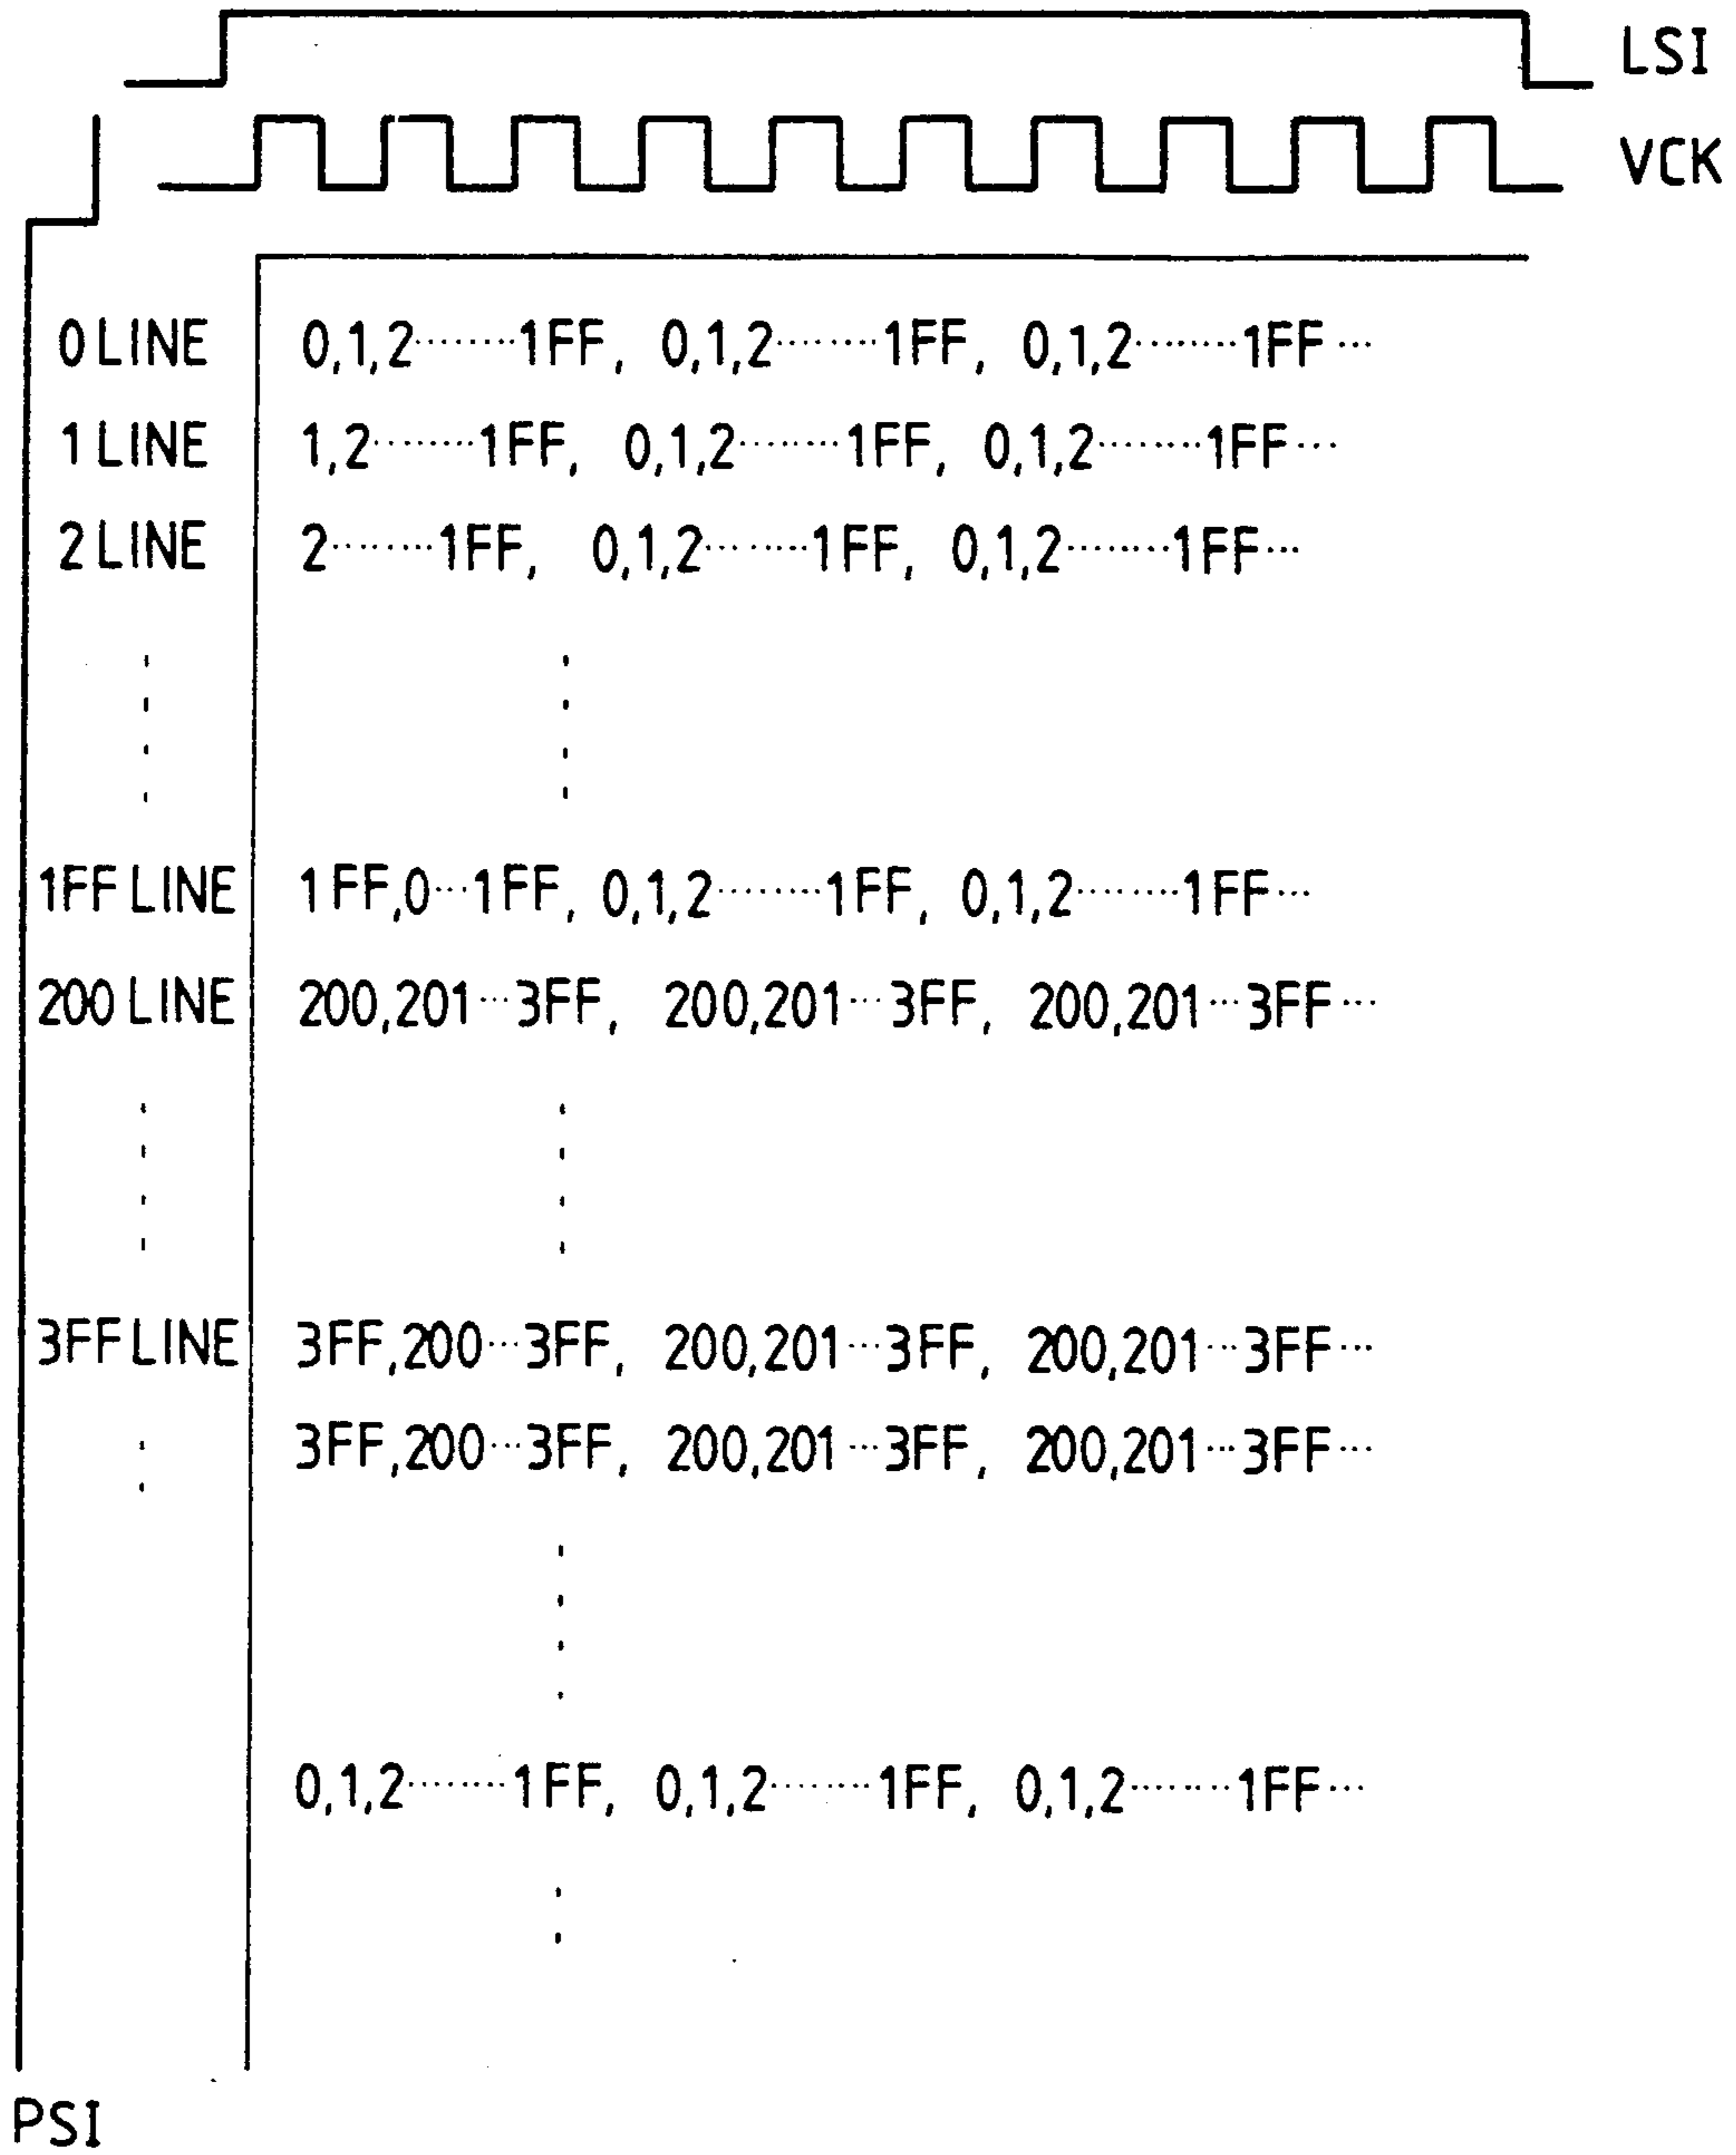 LSI
VCK
0 LINE 0,1,2········1FF, 0,1,2········1FF, 0,1,2········1FF···
1 LINE 1,2········1FF, 0,1,2········1FF, 0,1,2········1FF···
2 LINE 2········1FF, 0,1,2········1FF, 0,1,2········1FF···
1FF LINE 1FF,0···1FF, 0,1,2········1FF, 0,1,2········1FF···
200 LINE 200,201···3FF, 200,201···3FF, 200,201···3FF···
3FF LINE 3FF,200···3FF, 200,201···3FF, 200,201···3FF···
3FF,200···3FF, 200,201···3FF, 200,201···3FF···
0,1,2········1FF, 0,1,2········1FF, 0,1,2········1FF···
PSI